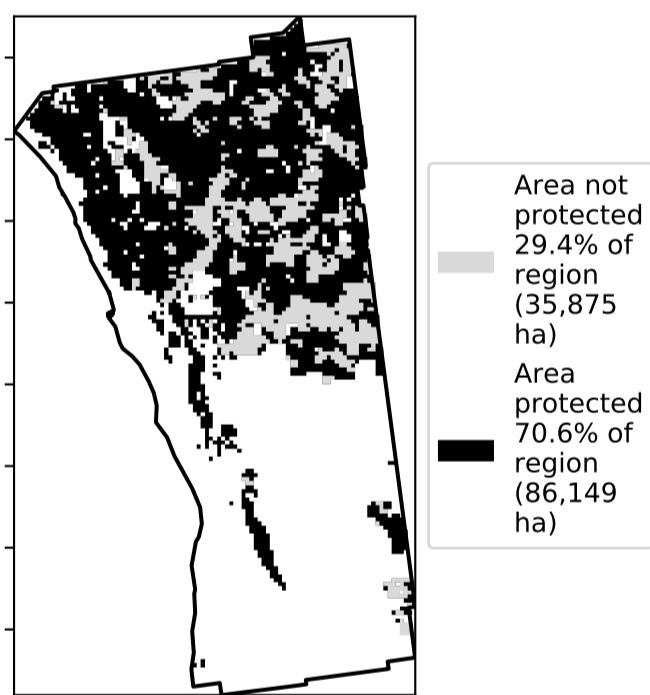 Area not
protected
29.4% of
region
(35,875
ha)
Area
protected
70.6% of
region
(86,149
ha)